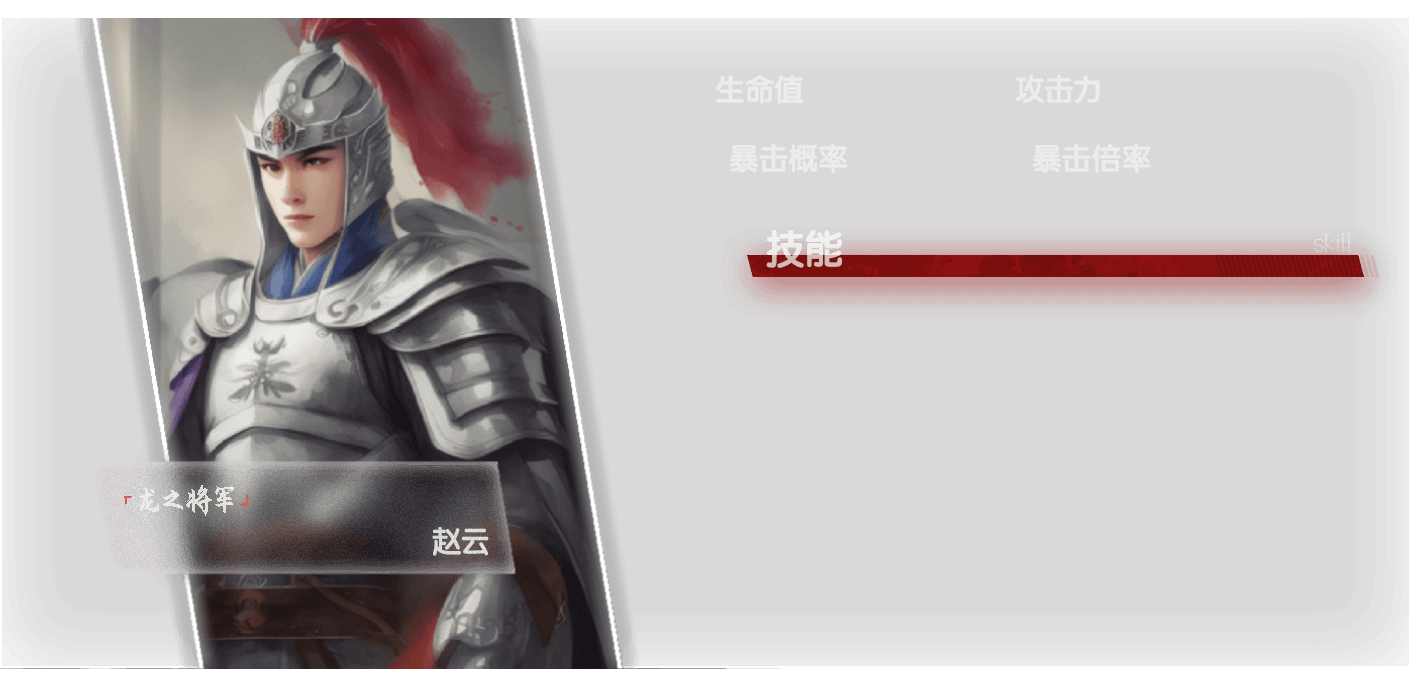 生命值 攻击力
暴击概率 暴击倍率
技能 skill
「龙之将军」
赵云